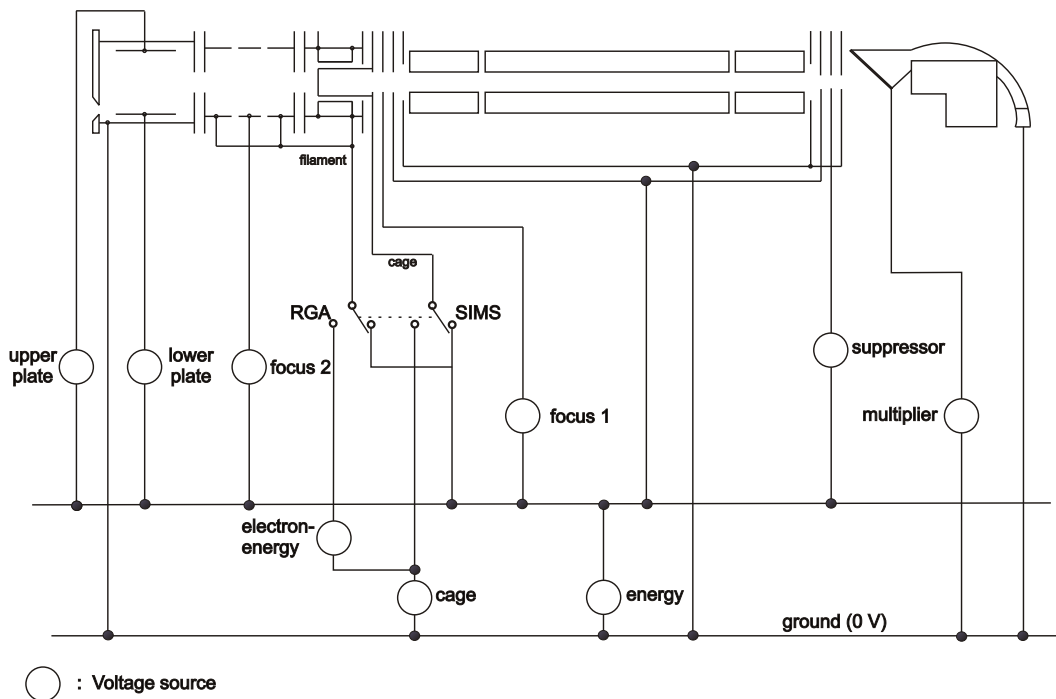 filament
cage
RGA
SIMS
upper
plate
lower
plate
focus 2
suppressor
focus 1
multiplier
electron-
energy
cage
energy
ground (0 V)
: Voltage source